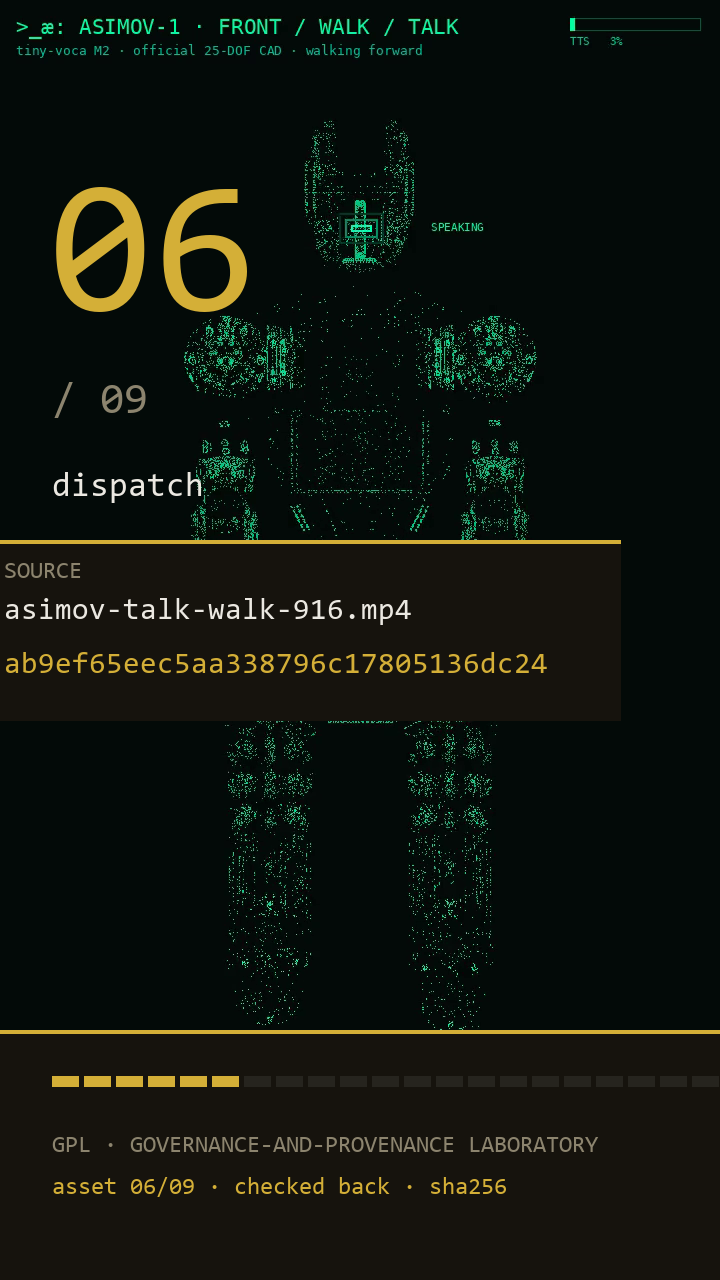 >_æ: ASIMOV-1 · FRONT / WALK / TALK
tiny-voca M2 · official 25-DOF CAD · walking forward
TTS 3%
SPEAKING
06
/ 09
dispatch
SOURCE
asimov-talk-walk-916.mp4
ab9ef65eec5aa338796c17805136dc24
GPL · GOVERNANCE-AND-PROVENANCE LABORATORY
asset 06/09 · checked back · sha256